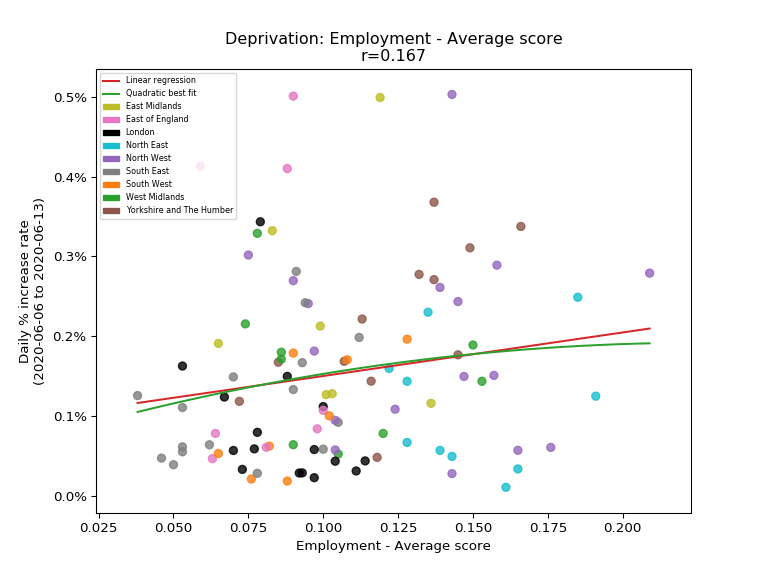 Deprivation: Employment - Average score
r=0.167
Daily % increase rate
(2020-06-06 to 2020-06-13)
0.5%
0.4%
0.3%
0.2%
0.1%
0.0%
Linear regression
Quadratic best fit
East Midlands
East of England
London
North East
North West
South East
South West
West Midlands
Yorkshire and The Humber
0.025
0.050
0.075
0.100
0.125
0.150
0.175
0.200
Employment - Average score